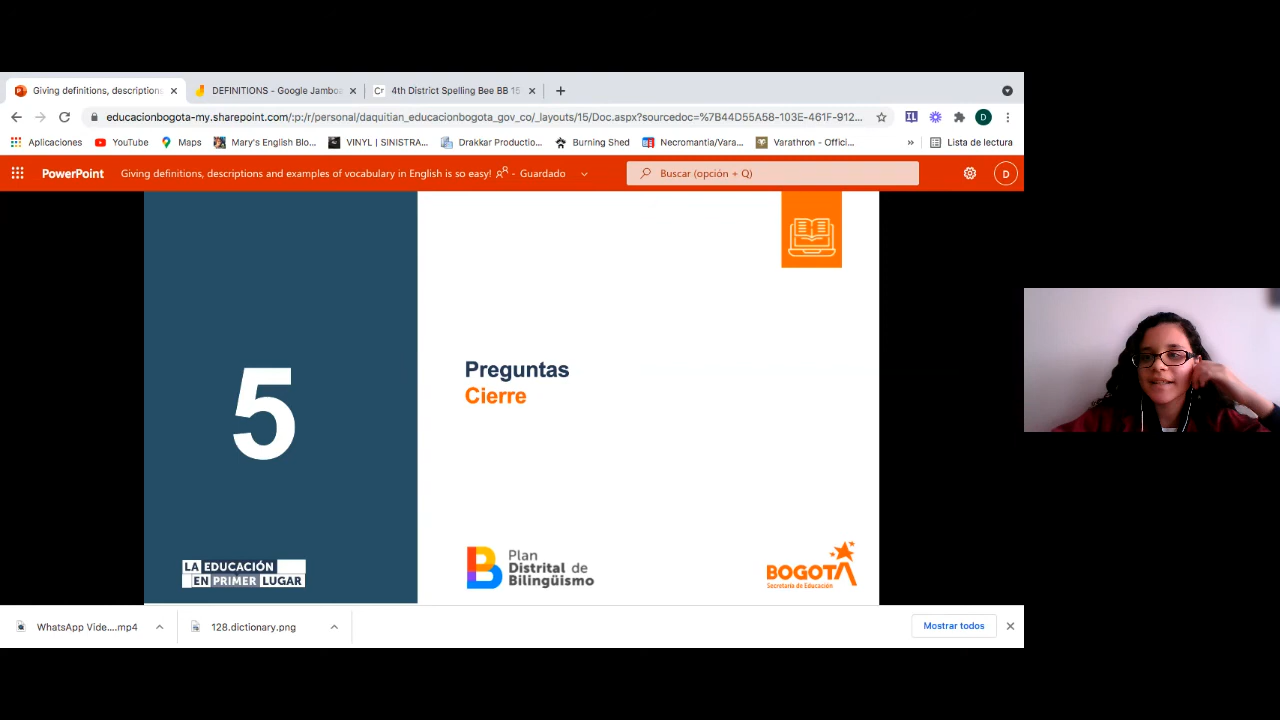 Giving definitions, descriptions
DEFINITIONS - Google Jamboa
Cr 4th District Spelling Bee BB 15
educacionbogota-my.sharepoint.com/:p:/r/personal/daquitian_educacionbogota_gov_co/_layouts/15/Doc.aspx?sourcedoc=%7B44D55A5B-103E-461F-912...
IL
D
Aplicaciones
YouTube
Maps
Mary's English Blo...
VINYL | SINISTRA...
Drakkar Productio...
Burning Shed
Necromantia/Vara...
Varathron - Offici...
»
Lista de lectura
PowerPoint
Giving definitions, descriptions and examples of vocabulary in English is so easy! - Guardado
Buscar (opción + Q)
D
5
Preguntas
Cierre
LA EDUCACIÓN
EN PRIMER LUGAR
B
Plan
Distrital de
Bilingüismo
BOGOTA
Secretaría de Educación
WhatsApp Vide....mp4
128.dictionary.png
Mostrar todos